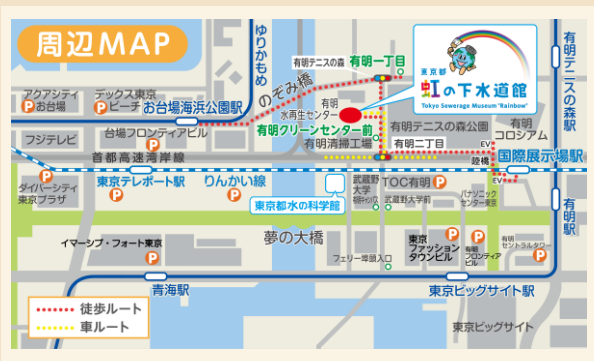 周辺MAP
ゆりかもめ
有明テニスの森
有明一丁目
のぞみ橋
東京都
虹の下水道館
Tokyo Sewerage Museum "Rainbow"
有明テニスの森駅
アクアシティ
お台場
P
デックス東京
ビーチ
P
お台場海浜公園駅
有明
水再生センター
フジテレビ
台場フロンティアビル
P
有明クリーンセンター前
有明清掃工場
有明テニスの森公園
有明
コロシアム
有明二丁目
EV
陸橋
EV
国際展示場駅
首都高速湾岸線
ダイバーシティ
東京プラザ
P
東京テレポート駅
P
りんかい線
P
東京都水の科学館
武蔵野
大学
武蔵野大学前
TOC有明
P
パナソニック
センター東京
有明駅
夢の大橋
イマーシブ・フォート東京
P
フェリー埠頭入口
東京
ファッション
タウンビル
P
有明
フロンティア
ビル
P
有明
セントラルタワー
P
青海駅
東京ビッグサイト駅
東京ビッグサイト
徒歩ルート
車ルート